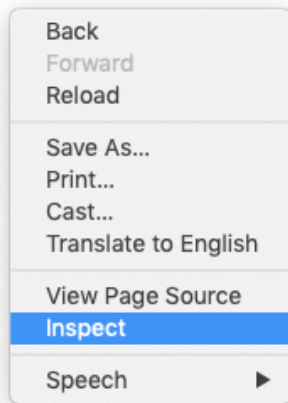 Back
Forward
Reload
Save As...
Print...
Cast...
Translate to English
View Page Source
Inspect
Speech